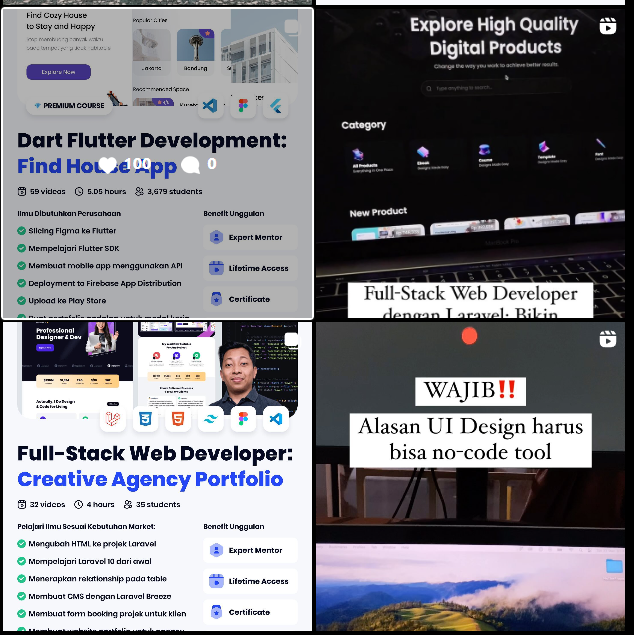 Find Cozy House
to Stay and Happy
Explore Now
Popular Cities
Jakarta
Bandung
Recommended Space
PREMIUM COURSE
Dart Flutter Development:
Find House App
100
0
59 videos
5.05 hours
3,679 students
Ilmu Dibutuhkan Perusahaan
Benefit Unggulan
Slicing Figma ke Flutter
Mempelajari Flutter SDK
Membuat mobile app menggunakan API
Deployment to Firebase App Distribution
Upload ke Play Store
Expert Mentor
Lifetime Access
Certificate
Explore High Quality
Digital Products
Change the way you work to achieve better results
Type anything to search...
Category
All Products
Ebook
Course
Template
Font
New Product
Full-Stack Web Developer
dengan Laravel: Bikin
Professional
Designer & Dev
Full-Stack Web Developer:
Creative Agency Portfolio
32 videos
4 hours
35 students
Pelajari Ilmu Sesuai Kebutuhan Market:
Benefit Unggulan
Mengubah HTML ke projek Laravel
Mempelajari Laravel 10 dari awal
Menerapkan relationship pada table
Membuat CMS dengan Laravel Breeze
Membuat form booking projek untuk klien
Expert Mentor
Lifetime Access
Certificate
WAJIB‼️
Alasan UI Design harus
bisa no-code tool